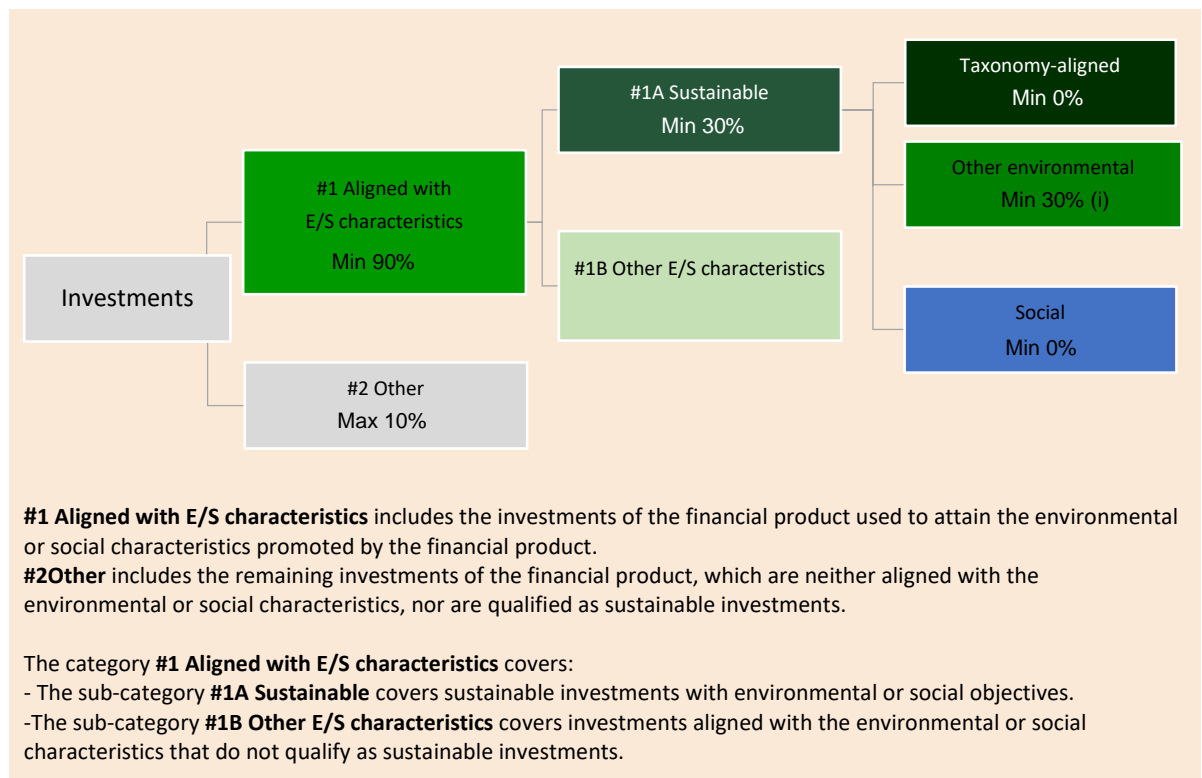 Investments
#1 Aligned with
E/S characteristics
Min 90%
#2 Other
Max 10%
#1A Sustainable
Min 30%
#1B Other E/S characteristics
Taxonomy-aligned
Min 0%
Other environmental
Min 30% (i)
Social
Min 0%
#1 Aligned with E/S characteristics includes the investments of the financial product used to attain the environmental
or social characteristics promoted by the financial product.
#2Other includes the remaining investments of the financial product, which are neither aligned with the
environmental or social characteristics, nor are qualified as sustainable investments.
The category #1 Aligned with E/S characteristics covers:
- The sub-category #1A Sustainable covers sustainable investments with environmental or social objectives.
-The sub-category #1B Other E/S characteristics covers investments aligned with the environmental or social
characteristics that do not qualify as sustainable investments.